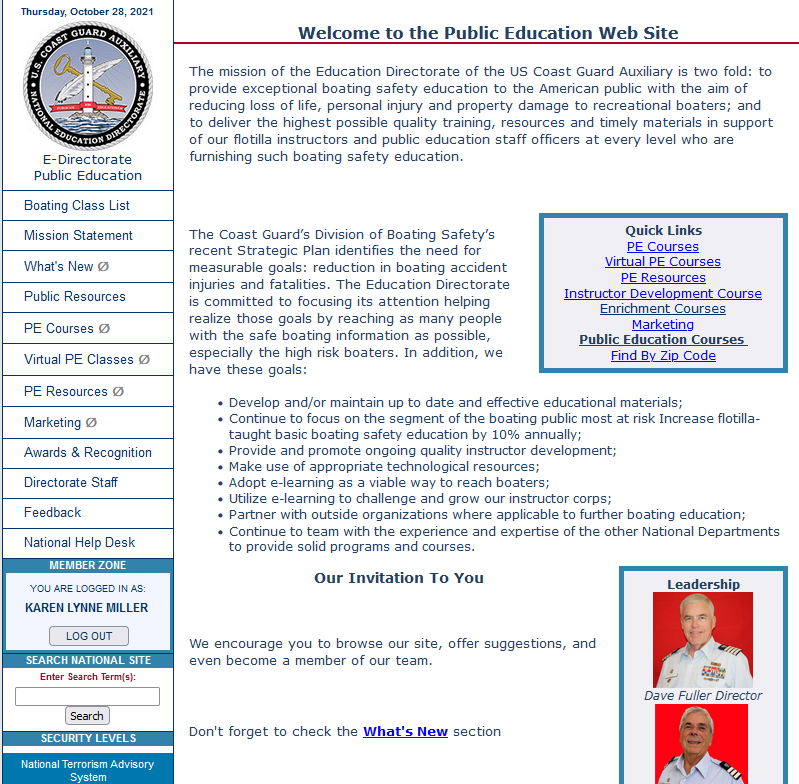 Thursday, October 28, 2021
U.S. COAST GUARD AUXILIARY
NATIONAL EDUCATION DIRECTORATE
E-Directorate
Public Education
Boating Class List
Mission Statement
What's New Ø
Public Resources
PE Courses Ø
Virtual PE Classes Ø
PE Resources Ø
Marketing Ø
Awards & Recognition
Directorate Staff
Feedback
National Help Desk
MEMBER ZONE
YOU ARE LOGGED IN AS:
KAREN LYNNE MILLER
LOG OUT
SEARCH NATIONAL SITE
Enter Search Term(s):
Search
SECURITY LEVELS
National Terrorism Advisory
System
Welcome to the Public Education Web Site
The mission of the Education Directorate of the US Coast Guard Auxiliary is two fold: to
provide exceptional boating safety education to the American public with the aim of
reducing loss of life, personal injury and property damage to recreational boaters; and
to deliver the highest possible quality training, resources and timely materials in support
of our flotilla instructors and public education staff officers at every level who are
furnishing such boating safety education.
The Coast Guard's Division of Boating Safety's
recent Strategic Plan identifies the need for
measurable goals: reduction in boating accident
injuries and fatalities. The Education Directorate
is committed to focusing its attention helping
realize those goals by reaching as many people
with the safe boating information as possible,
especially the high risk boaters. In addition, we
have these goals:
Quick Links
PE Courses
Virtual PE Courses
PE Resources
Instructor Development Course
Enrichment Courses
Marketing
Public Education Courses
Find By Zip Code
• Develop and/or maintain up to date and effective educational materials;
• Continue to focus on the segment of the boating public most at risk Increase flotilla-
taught basic boating safety education by 10% annually;
• Provide and promote ongoing quality instructor development;
• Make use of appropriate technological resources;
• Adopt e-learning as a viable way to reach boaters;
• Utilize e-learning to challenge and grow our instructor corps;
• Partner with outside organizations where applicable to further boating education;
• Continue to team with the experience and expertise of the other National Departments
to provide solid programs and courses.
Our Invitation To You
We encourage you to browse our site, offer suggestions, and
even become a member of our team.
Don't forget to check the What's New section
Leadership
Dave Fuller Director